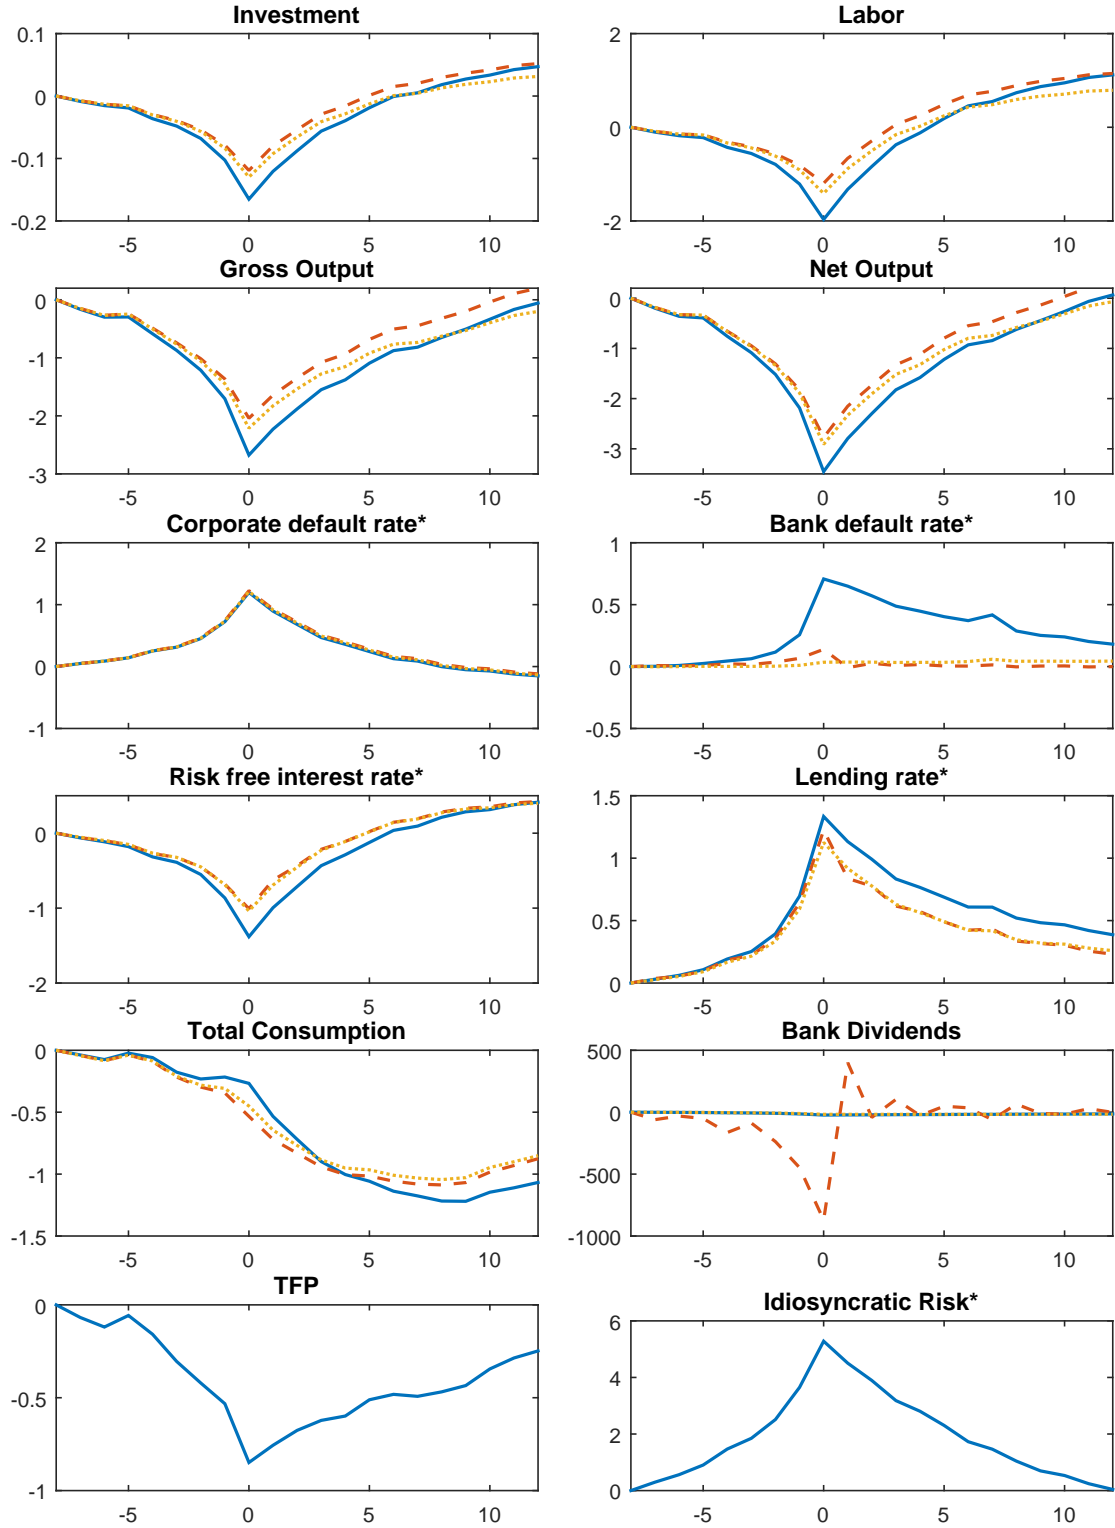 Investment
0.1
0
-0.1
-0.2
-5 0 5 10
Labor
2
0
-2
-5 0 5 10
Gross Output
0
-1
-2
-3
-5 0 5 10
Net Output
0
-1
-2
-3
-5 0 5 10
Corporate default rate*
2
1
0
-1
-5 0 5 10
Bank default rate*
1
0.5
0
-0.5
-5 0 5 10
Risk free interest rate*
0
-1
-2
-5 0 5 10
Lending rate*
1.5
1
0.5
0
-5 0 5 10
Total Consumption
0
-0.5
-1
-1.5
-5 0 5 10
Bank Dividends
500
0
-500
-1000
-5 0 5 10
TFP
0
-0.5
-1
-5 0 5 10
Idiosyncratic Risk*
6
4
2
0
-5 0 5 10